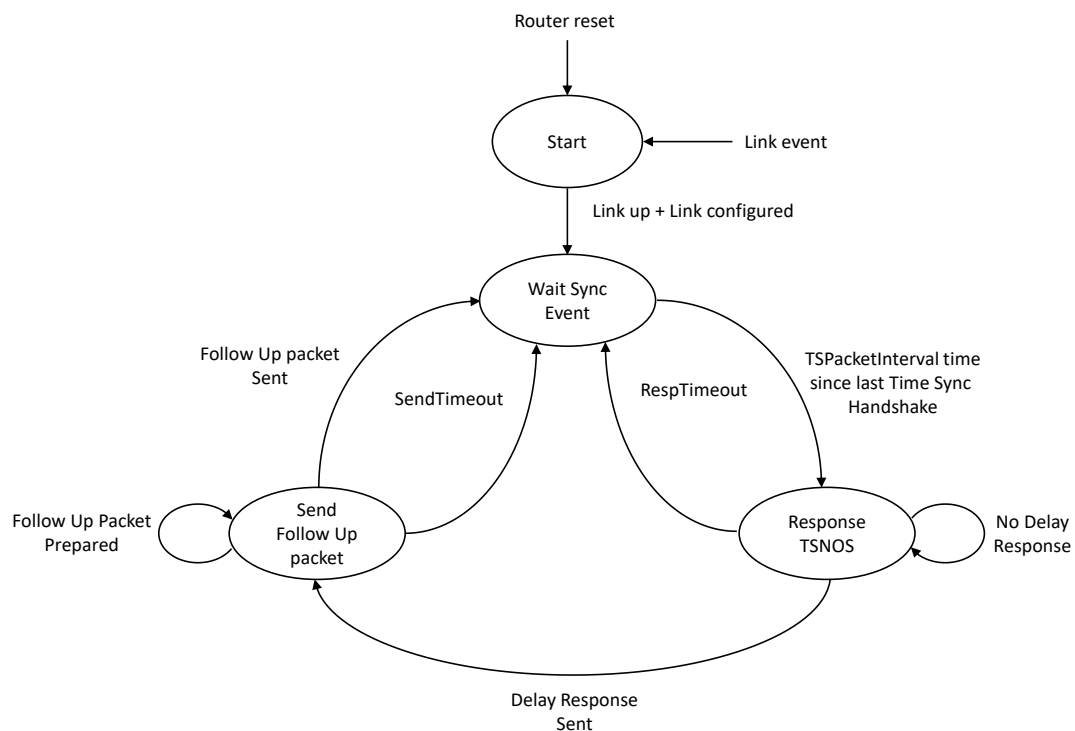 Router reset
Start
Link event
Link up + Link configured
Wait Sync
Event
Follow Up packet
Sent
SendTimeout
RespTimeout
TSPacketInterval time
since last Time Sync
Handshake
Follow Up Packet
Prepared
Send
Follow Up
packet
Response
TSNOS
No Delay
Response
Delay Response
Sent